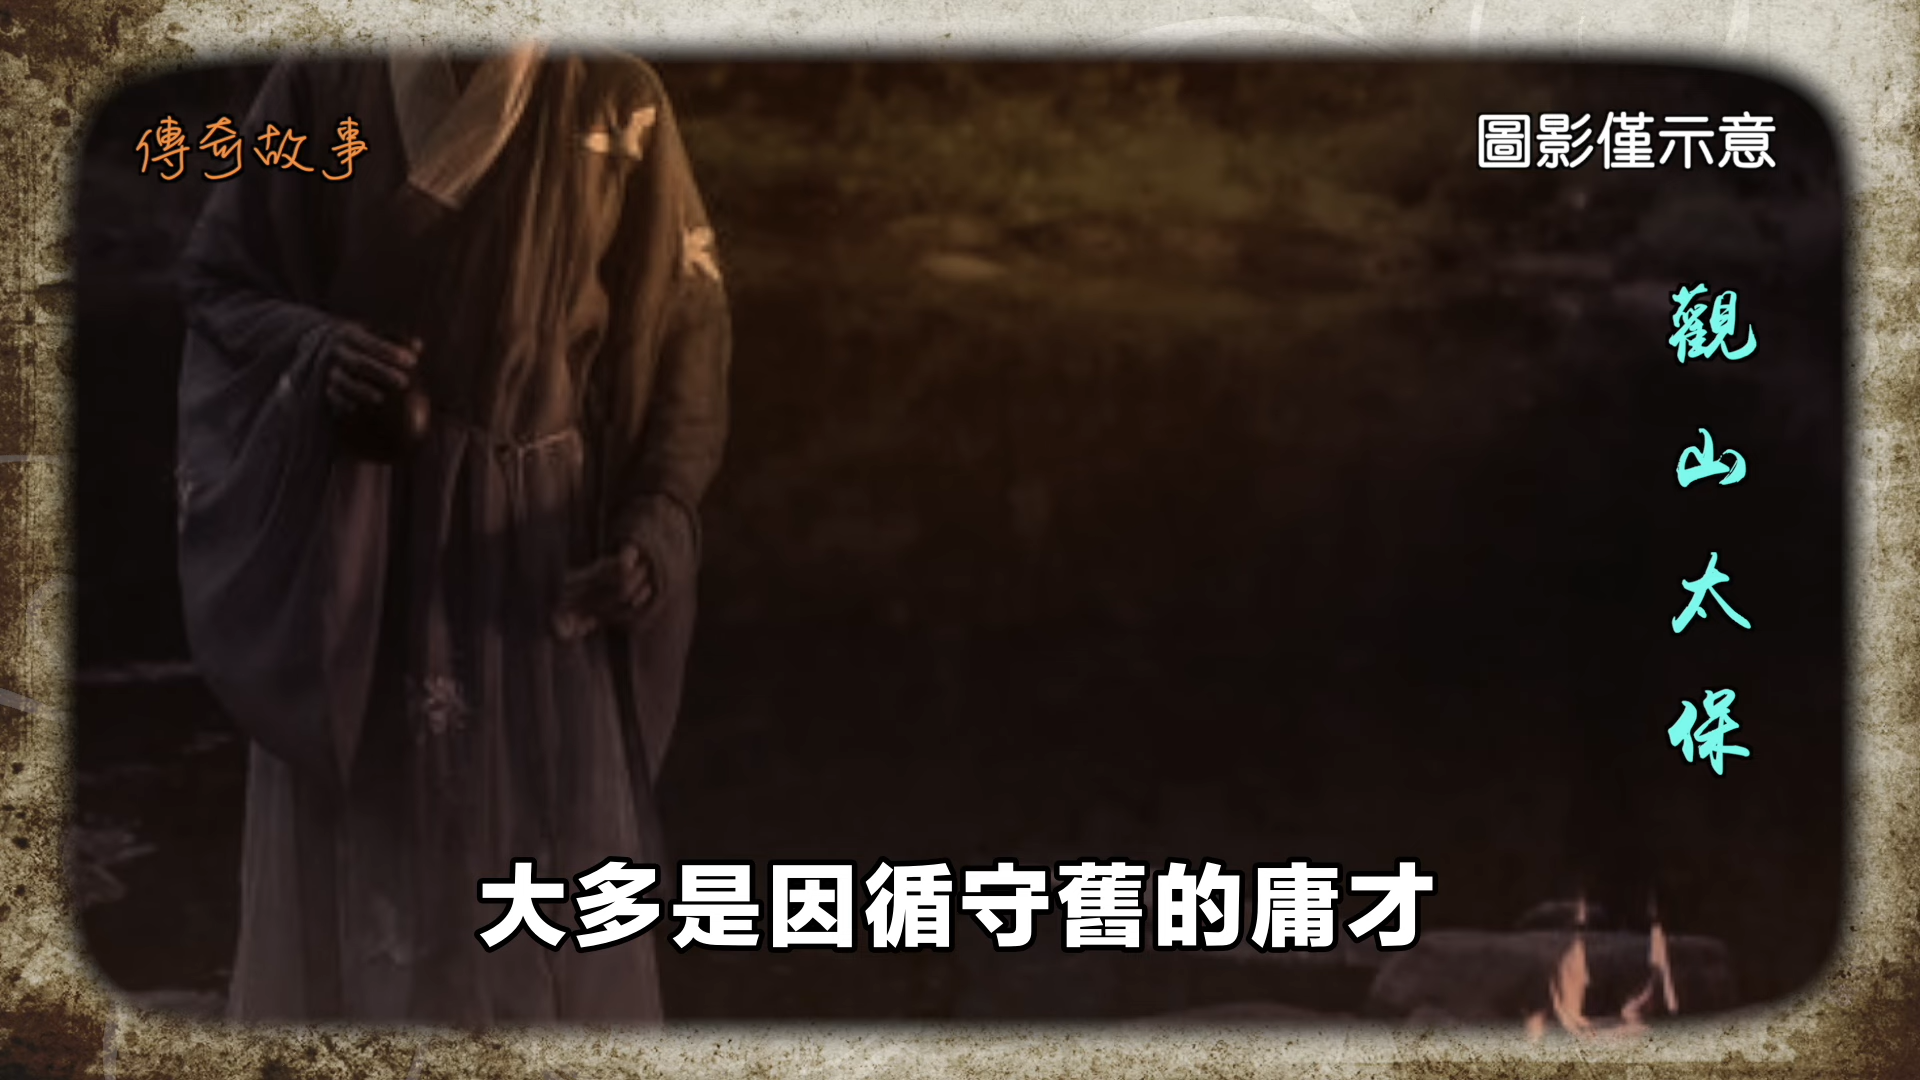 傳奇故事
圖影僅示意
觀山太保
大多是因循守舊的庸才